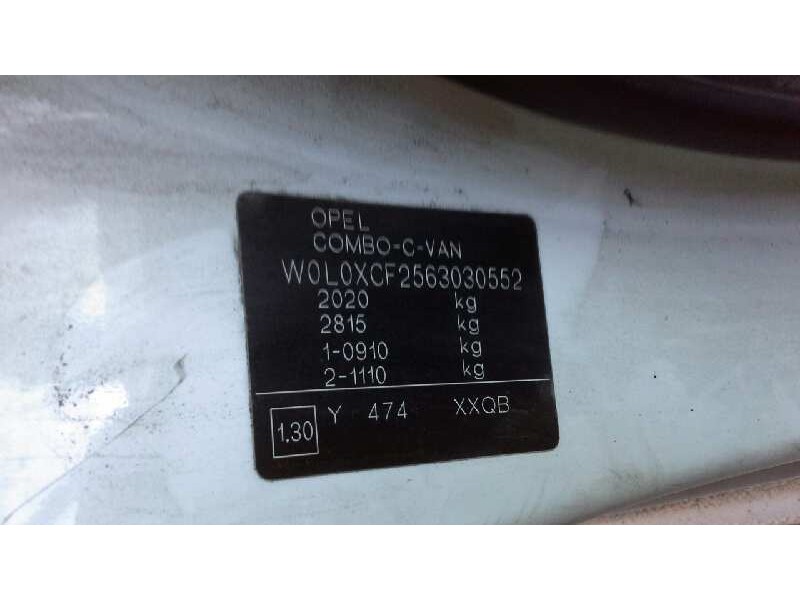 OPEL
COMBO-C-VAN
W0L0XCF2563030552
2020 kg
2815 kg
1-0910 kg
2-1110 kg
1.30 Y 474 XXQB